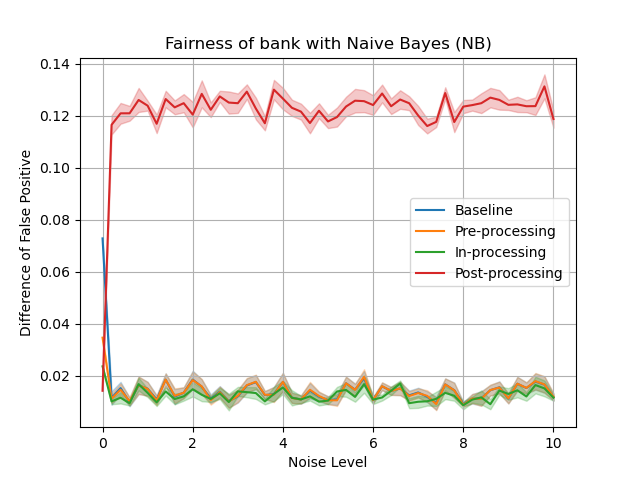 Fairness of bank with Naive Bayes (NB)
0.14
0.12
0.10
0.08
0.06
0.04
0.02
Difference of False Positive
Baseline
Pre-processing
In-processing
Post-processing
0 2 4 6 8 10
Noise Level